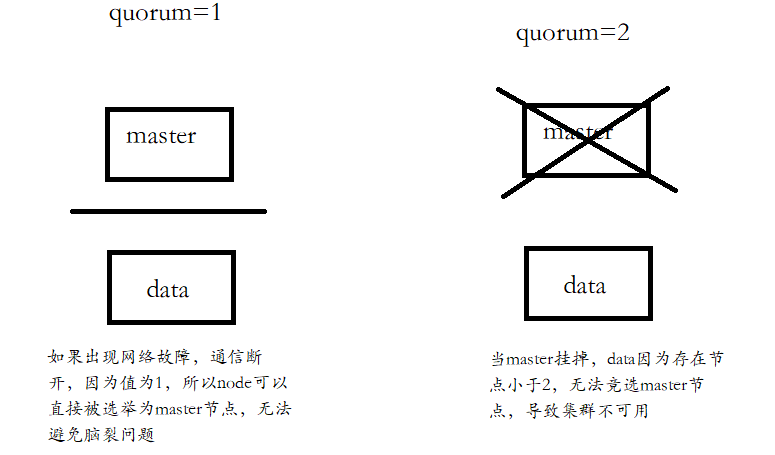 quorum=1
master
data
如果出现网络故障，通信断
开，因为值为1，所以node可以
直接被选举为master节点，无法
避免脑裂问题
quorum=2
master
data
当master挂掉，data因为存在节
点小于2，无法竞选master节
点，导致集群不可用